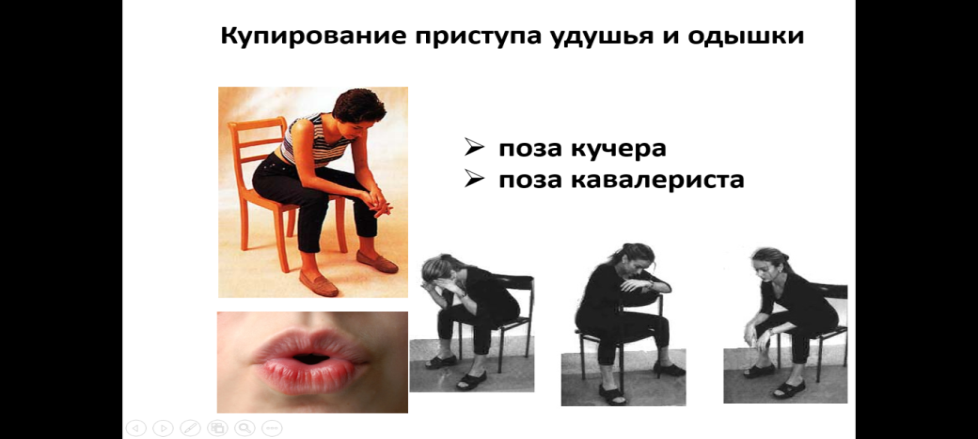 Купирование приступа удушья и одышки
поза кучера
поза кавалериста